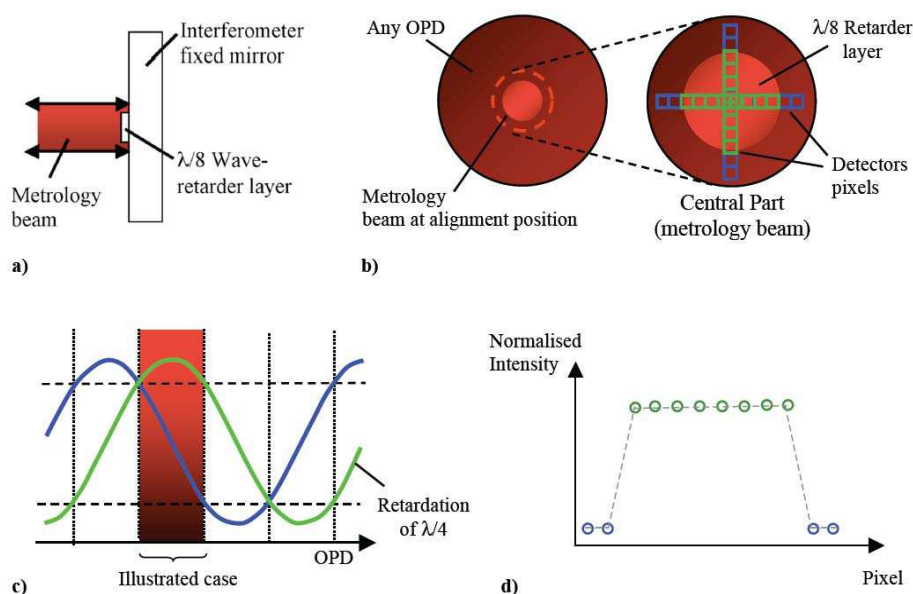 Interferometer
fixed mirror
λ/8 Wave-
retarder layer
Metrology
beam
a)
Any OPD
λ/8 Retarder
layer
Detectors
pixels
Metrology
beam at alignment position
Central Part
(metrology beam)
b)
Retardation
of λ/4
OPD
Illustrated case
c)
Normalised
Intensity
Pixel
d)